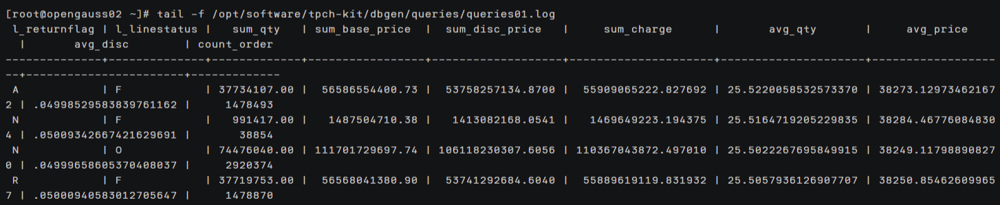 [root@opengauss02 ~]# tail -f /opt/software/tpch-kit/dbgen/queries/queries01.log
 l_returnflag | l_linestatus |   sum_qty   | sum_base_price  |  sum_disc_price   |     sum_charge      |       avg_qty       |     avg_price
  |       avg_disc        | count_order
--------------+--------------+-------------+-----------------+-------------------+---------------------+---------------------+------------------
--+-----------------------+-------------
 A            | F            | 37734107.00 |  56586554400.73 |  53758257134.8700 |  55909065222.827692 | 25.5220058532573370 | 38273.12973462167
2 | .04998529583839761162 |     1478493
 N            | F            |   991417.00 |   1487504710.38 |   1413082168.0541 |   1469649223.194375 | 25.5164719205229835 | 38284.46776084830
4 | .05009342667421629691 |       38854
 N            | O            | 74476040.00 | 111701729697.74 | 106118230307.6056 | 110367043872.497010 | 25.5022267695849915 | 38249.11798890827
0 | .04999658605370408037 |     2920374
 R            | F            | 37719753.00 |  56568041380.90 |  53741292684.6040 |  55889619119.831932 | 25.5057936126907707 | 38250.85462609965
7 | .05000940583012705647 |     1478870